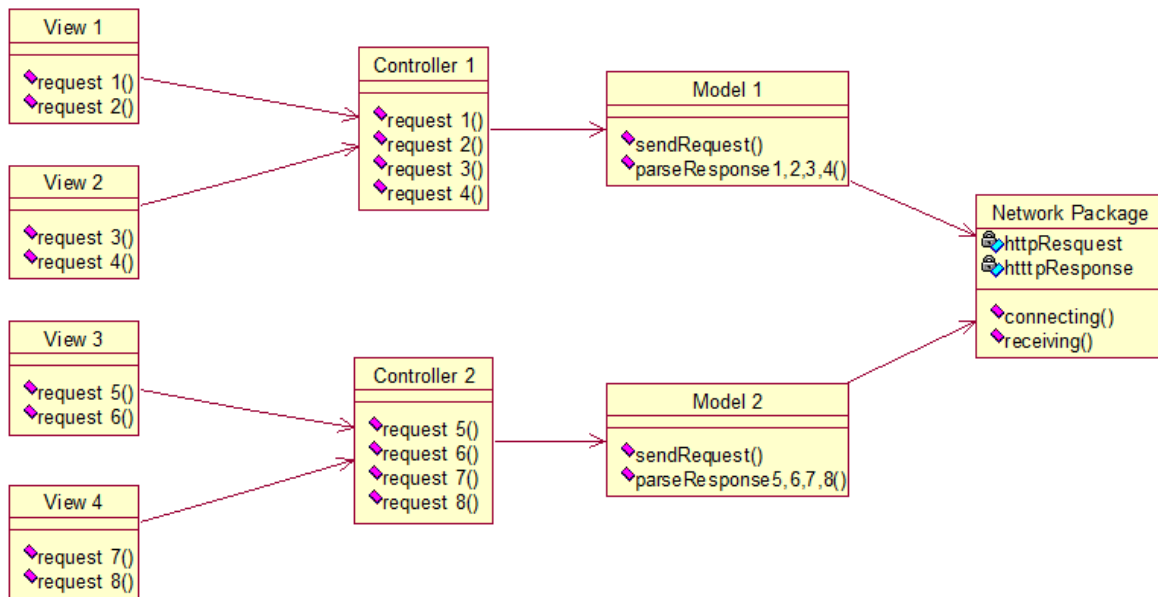 View 1
request 1()
request 2()
View 2
request 3()
request 4()
View 3
request 5()
request 6()
View 4
request 7()
request 8()
Controller 1
request 1()
request 2()
request 3()
request 4()
Controller 2
request 5()
request 6()
request 7()
request 8()
Model 1
sendRequest()
parseResponse1,2,3,4()
Model 2
sendRequest()
parseResponse5,6,7,8()
Network Package
httpResquest
htttpResponse
connecting()
receiving()